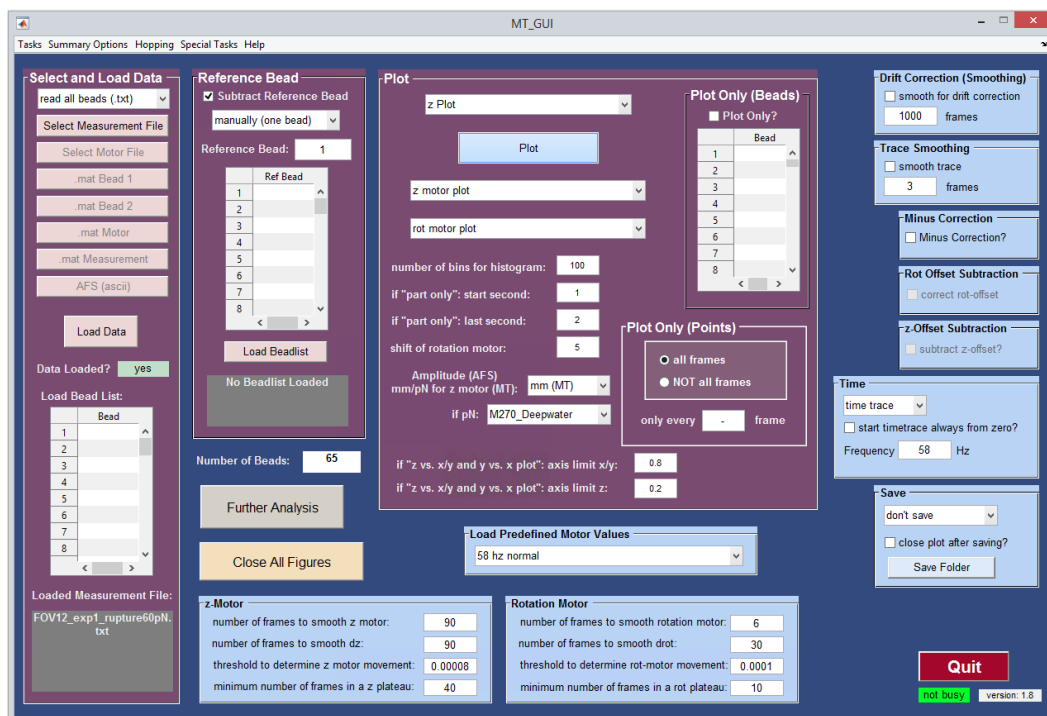 MT_GUI
Tasks Summary Options Hopping Special Tasks Help
Select and Load Data
read all beads (.txt)
Select Measurement File
Select Motor File
.mat Bead 1
.mat Bead 2
.mat Motor
.mat Measurement
AFS (ascii)
Load Data
Data Loaded? yes
Load Bead List:
Bead
1
2
3
4
5
6
7
8
Loaded Measurement File:
FOV12_exp1_rupture60pN.
txt
Reference Bead
Subtract Reference Bead
manually (one bead)
Reference Bead: 1
Ref Bead
1
2
3
4
5
6
7
8
Load Beadlist
No Beadlist Loaded
Number of Beads: 65
Further Analysis
Close All Figures
Plot
z Plot
Plot
z motor plot
rot motor plot
number of bins for histogram: 100
if "part only": start second: 1
if "part only": last second: 2
shift of rotation motor: 5
Amplitude (AFS)
mm/pN for z motor (MT): mm (MT)
if pN: M270_Deepwater
if "z vs. x/y and y vs. x plot": axis limit x/y: 0.8
if "z vs. x/y and y vs. x plot": axis limit z: 0.2
Plot Only (Beads)
Plot Only?
Bead
1
2
3
4
5
6
7
8
Plot Only (Points)
all frames
NOT all frames
only every - frame
Load Predefined Motor Values
58 hz normal
z-Motor
number of frames to smooth z motor: 90
number of frames to smooth dz: 90
threshold to determine z motor movement: 0.00008
minimum number of frames in a z plateau: 40
Rotation Motor
number of frames to smooth rotation motor: 6
number of frames to smooth drot: 30
threshold to determine rot-motor movement: 0.0001
minimum number of frames in a rot plateau: 10
Drift Correction (Smoothing)
smooth for drift correction
1000 frames
Trace Smoothing
smooth trace
3 frames
Minus Correction
Minus Correction?
Rot Offset Subtraction
correct rot-offset
z-Offset Subtraction
subtract z-offset?
Time
time trace
start timetrace always from zero?
Frequency 58 Hz
Save
don't save
close plot after saving?
Save Folder
Quit
not busy version: 1.8